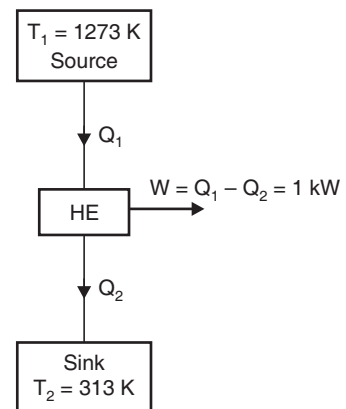 T₁ = 1273 K
Source
Q₁
W = Q₁ – Q₂ = 1 kW
HE
Q₂
Sink
T₂ = 313 K